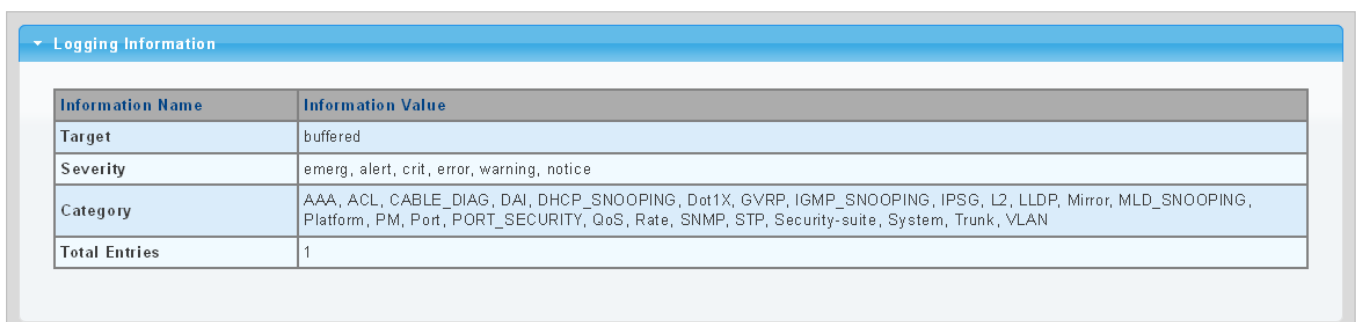 Logging Information
Information Name Information Value
Target buffered
Severity emerg, alert, crit, error, warning, notice
Category AAA, ACL, CABLE_DIAG, DAI, DHCP_SNOOPING, Dot1X, GVRP, IGMP_SNOOPING, IPSG, L2, LLDP, Mirror, MLD_SNOOPING,
Platform, PM, Port, PORT_SECURITY, QoS, Rate, SNMP, STP, Security-suite, System, Trunk, VLAN
Total Entries 1